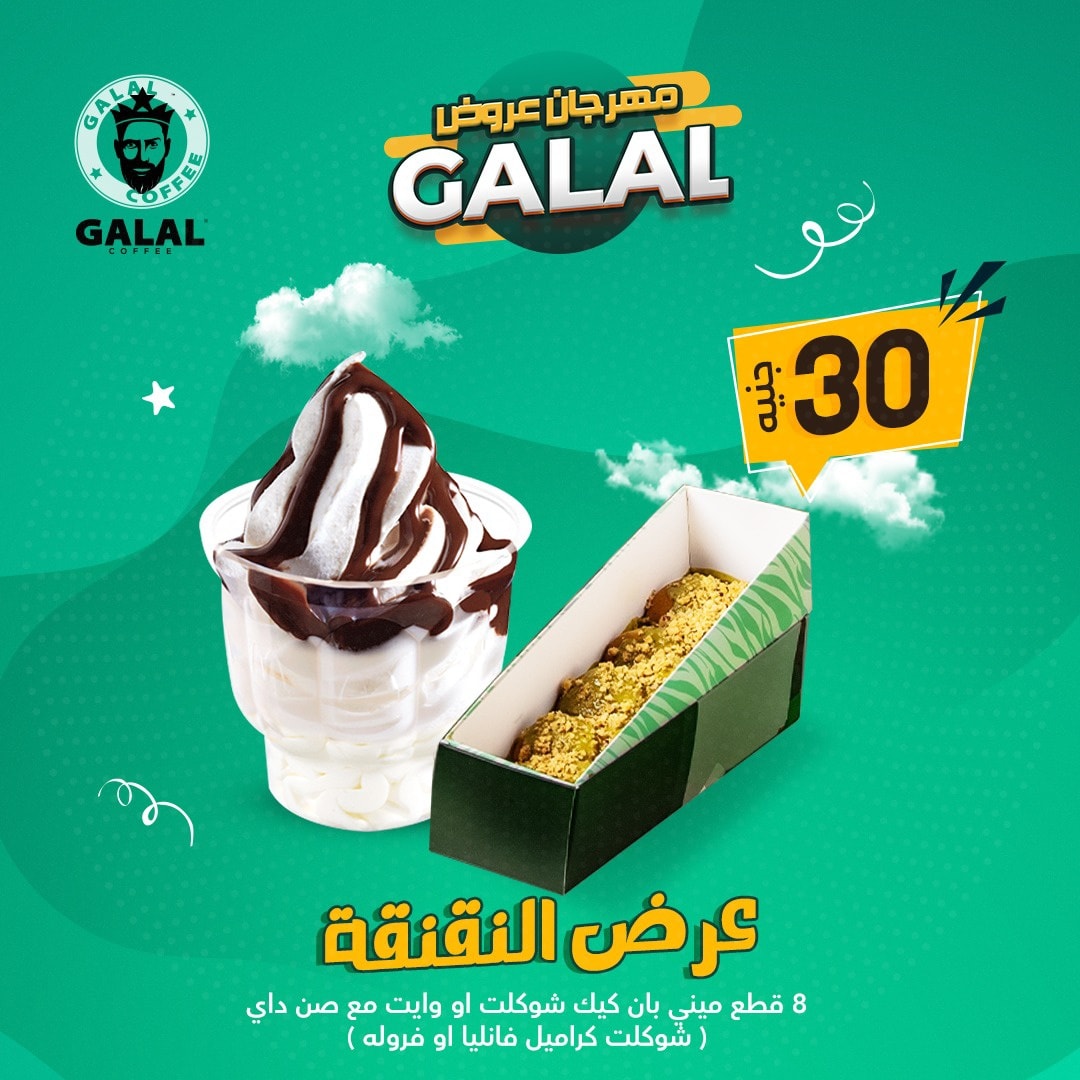 GALAL
COFFEE
GALAL
COFFEE
مهرجان عروض
GALAL
30 جنيه
عرض النقنقة
8 قطع ميني بان كيك شوكلت او وايت مع صن داي
( شوكلت كراميل فانليا او فروله )